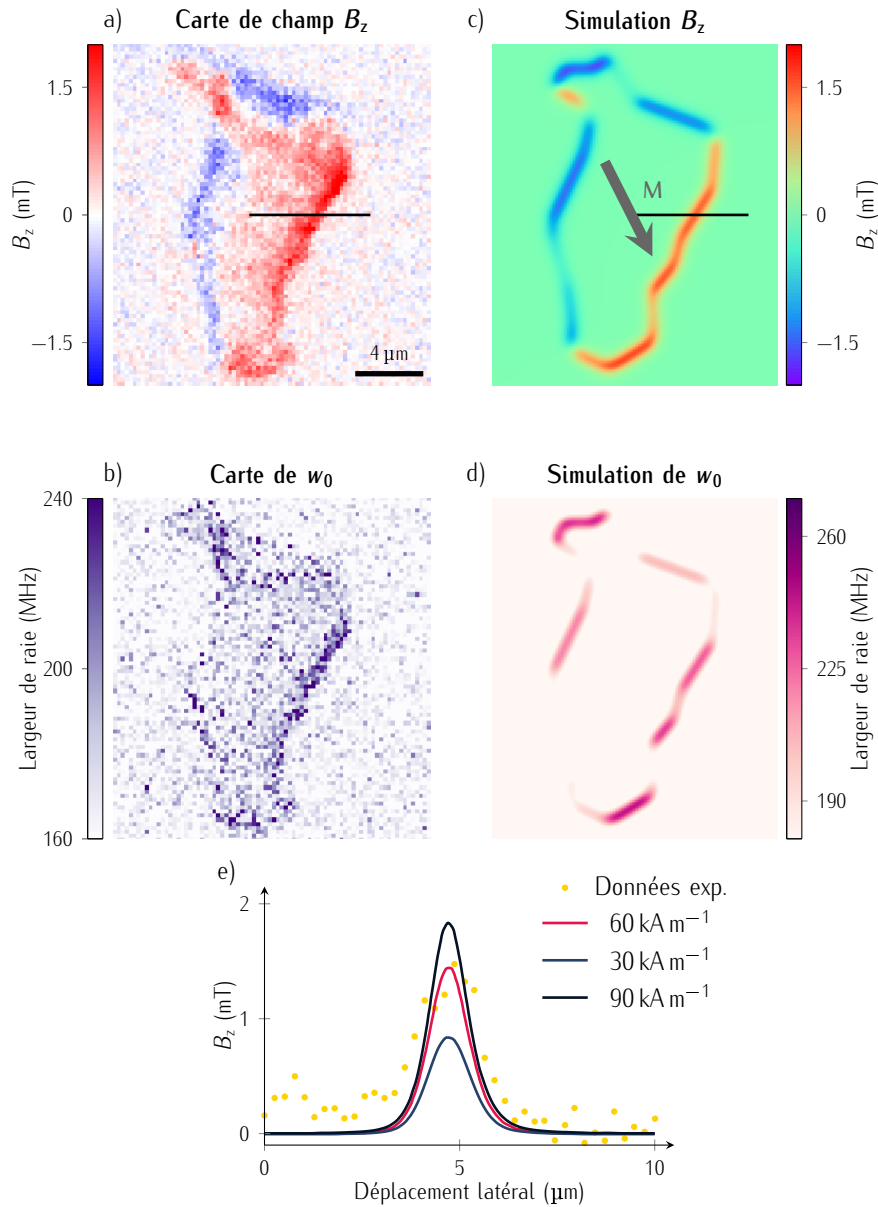 a) Carte de champ Bz
1.5
0
−1.5
Bz (mT)
4 µm
c) Simulation Bz
M
1.5
0
−1.5
Bz (mT)
b) Carte de w0
240
200
160
Largeur de raie (MHz)
d) Simulation de w0
260
225
190
Largeur de raie (MHz)
e)
2
1
0
Bz (mT)
Données exp.
60 kA m−1
30 kA m−1
90 kA m−1
0 5 10
Déplacement latéral (µm)